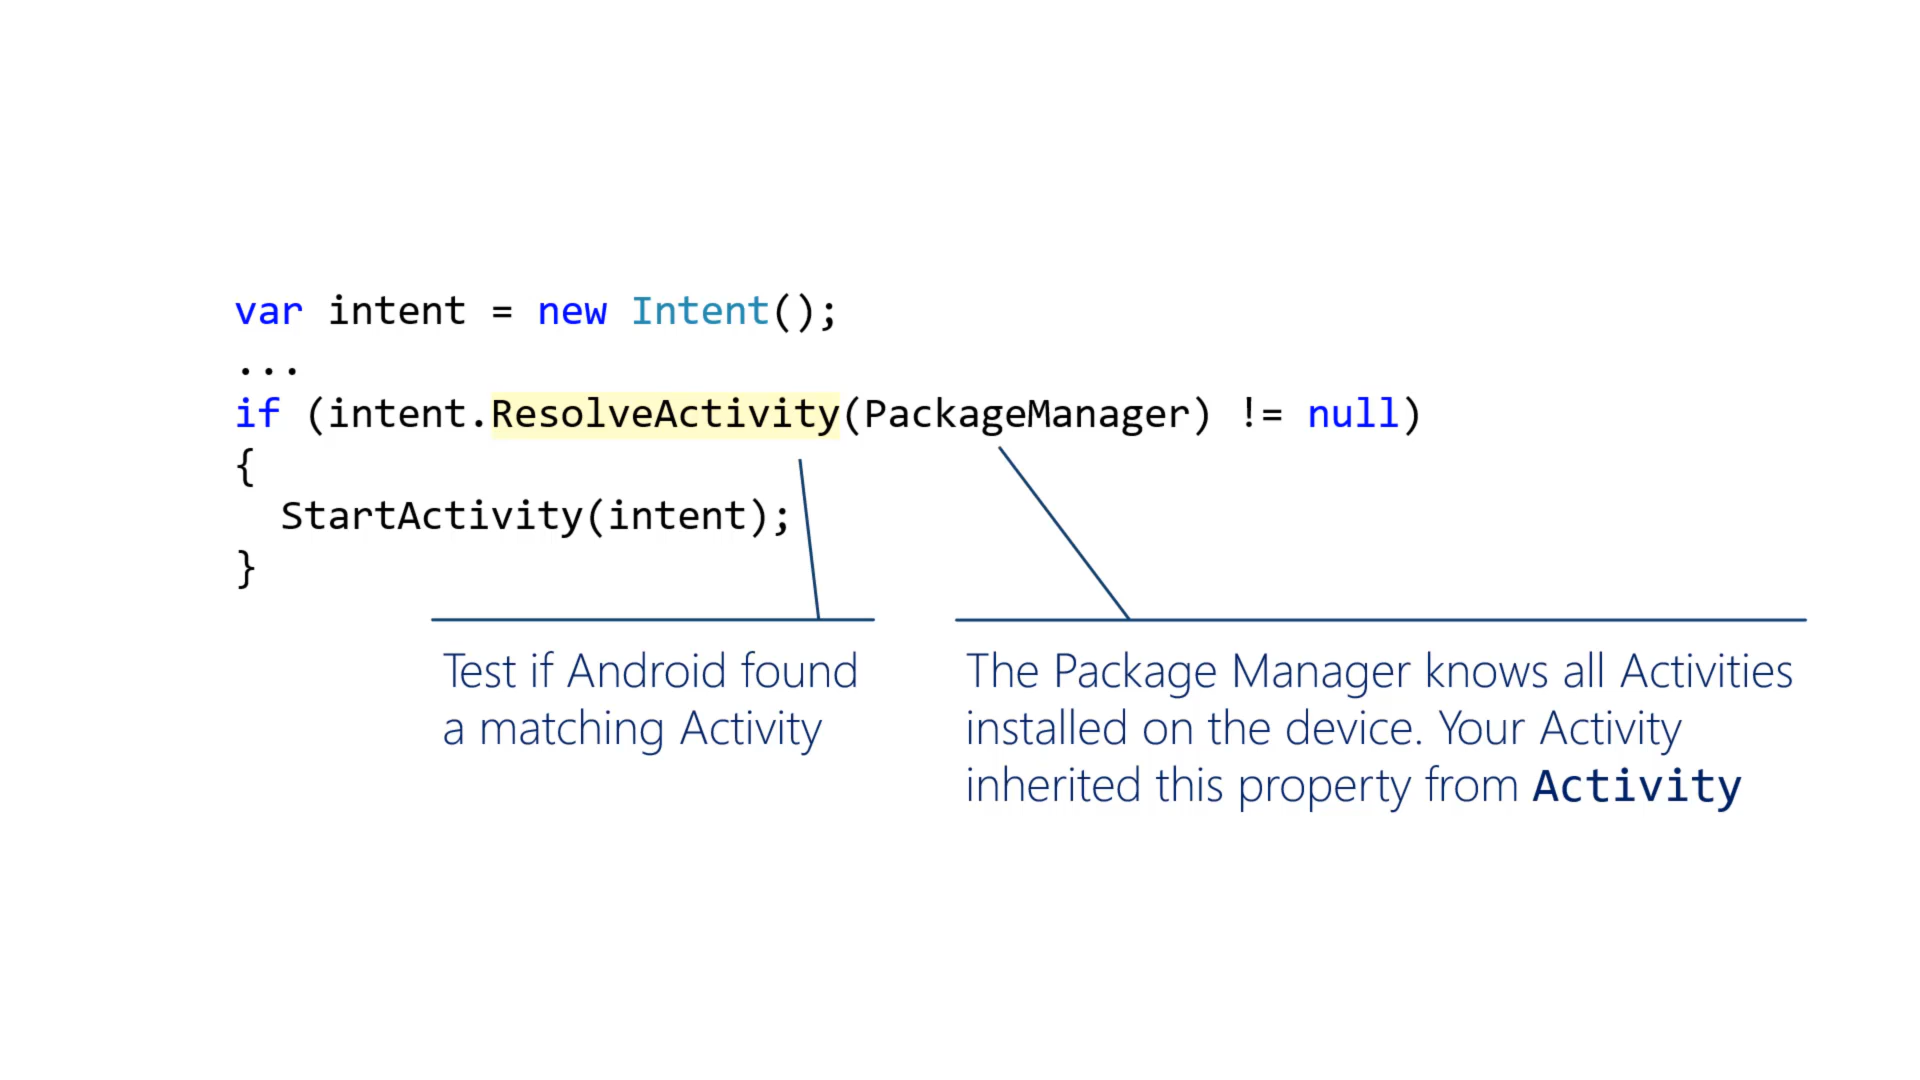 var intent = new Intent();
...
if (intent.ResolveActivity(PackageManager) != null)
{
  StartActivity(intent);
}
Test if Android found
a matching Activity
The Package Manager knows all Activities
installed on the device. Your Activity
inherited this property from Activity